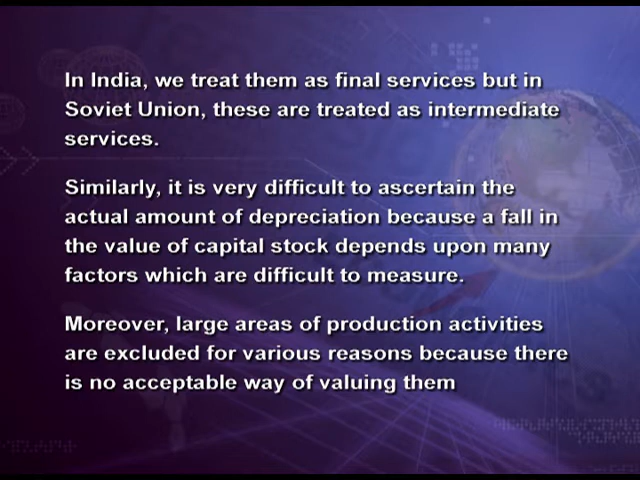 In India, we treat them as final services but in
Soviet Union, these are treated as intermediate
services.
Similarly, it is very difficult to ascertain the
actual amount of depreciation because a fall in
the value of capital stock depends upon many
factors which are difficult to measure.
Moreover, large areas of production activities
are excluded for various reasons because there
is no acceptable way of valuing them